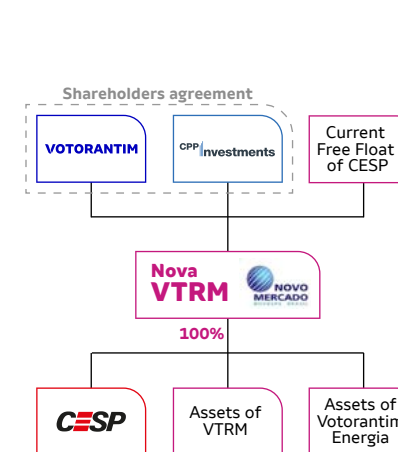 Shareholders agreement
VOTORANTIM
CPP Investments
Current
Free Float
of CESP
Nova
VTRM
NOVO
MERCADO
100%
CESP
Assets of
VTRM
Assets of
Votorantim
Energia